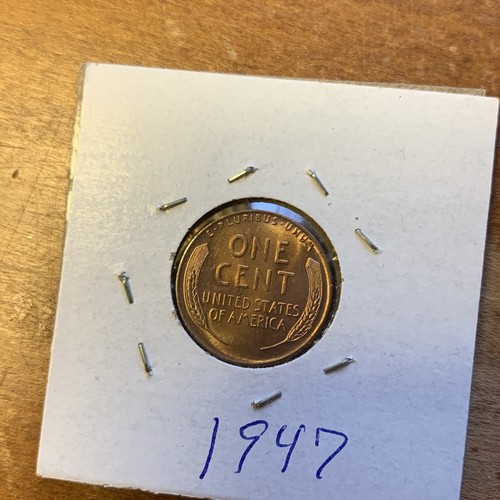 E·PLURIBUS·UNUM
ONE
CENT
UNITED STATES
OF AMERICA
1947